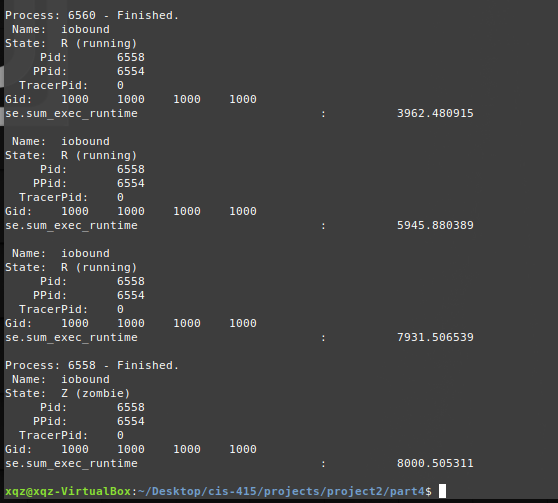 Process: 6560 - Finished.
Name: iobound
State: R (running)
Pid: 6558
PPid: 6554
TracerPid: 0
Gid: 1000 1000 1000 1000
se.sum_exec_runtime : 3962.480915
Name: iobound
State: R (running)
Pid: 6558
PPid: 6554
TracerPid: 0
Gid: 1000 1000 1000 1000
se.sum_exec_runtime : 5945.880389
Name: iobound
State: R (running)
Pid: 6558
PPid: 6554
TracerPid: 0
Gid: 1000 1000 1000 1000
se.sum_exec_runtime : 7931.506539
Process: 6558 - Finished.
Name: iobound
State: Z (zombie)
Pid: 6558
PPid: 6554
TracerPid: 0
Gid: 1000 1000 1000 1000
se.sum_exec_runtime : 8000.505311
xqz@xqz-VirtualBox:~/Desktop/cis-415/projects/project2/part4$